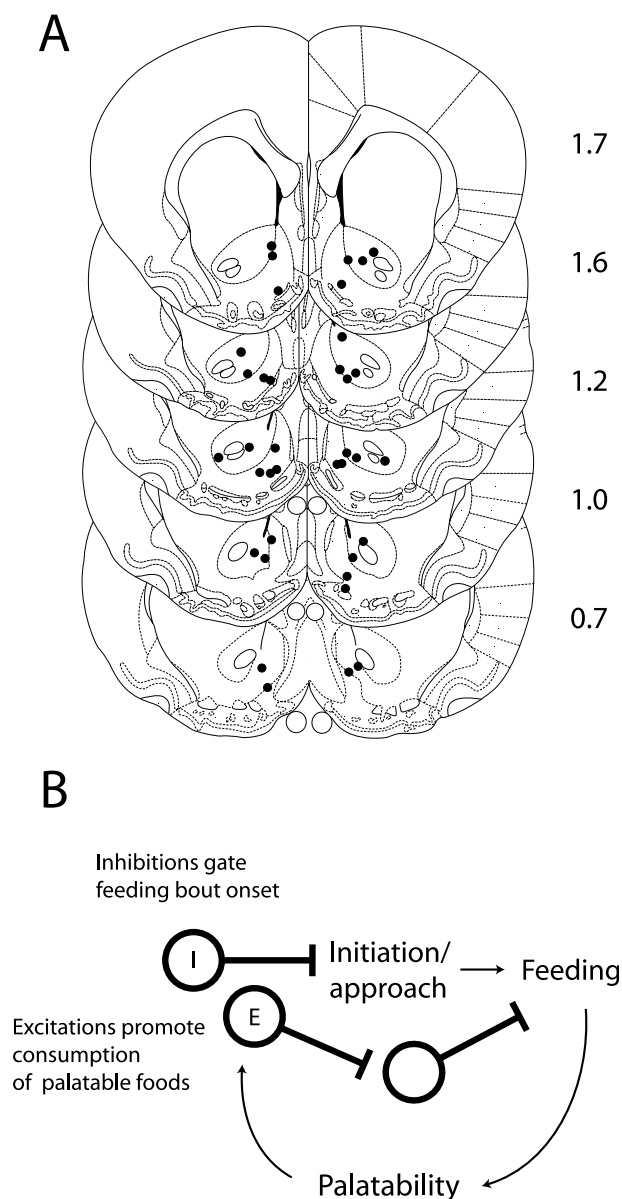 A
1.7
1.6
1.2
1.0
0.7
B
Inhibitions gate
feeding bout onset
I
Initiation/
approach
Feeding
E
Excitations promote
consumption
of palatable foods
Palatability